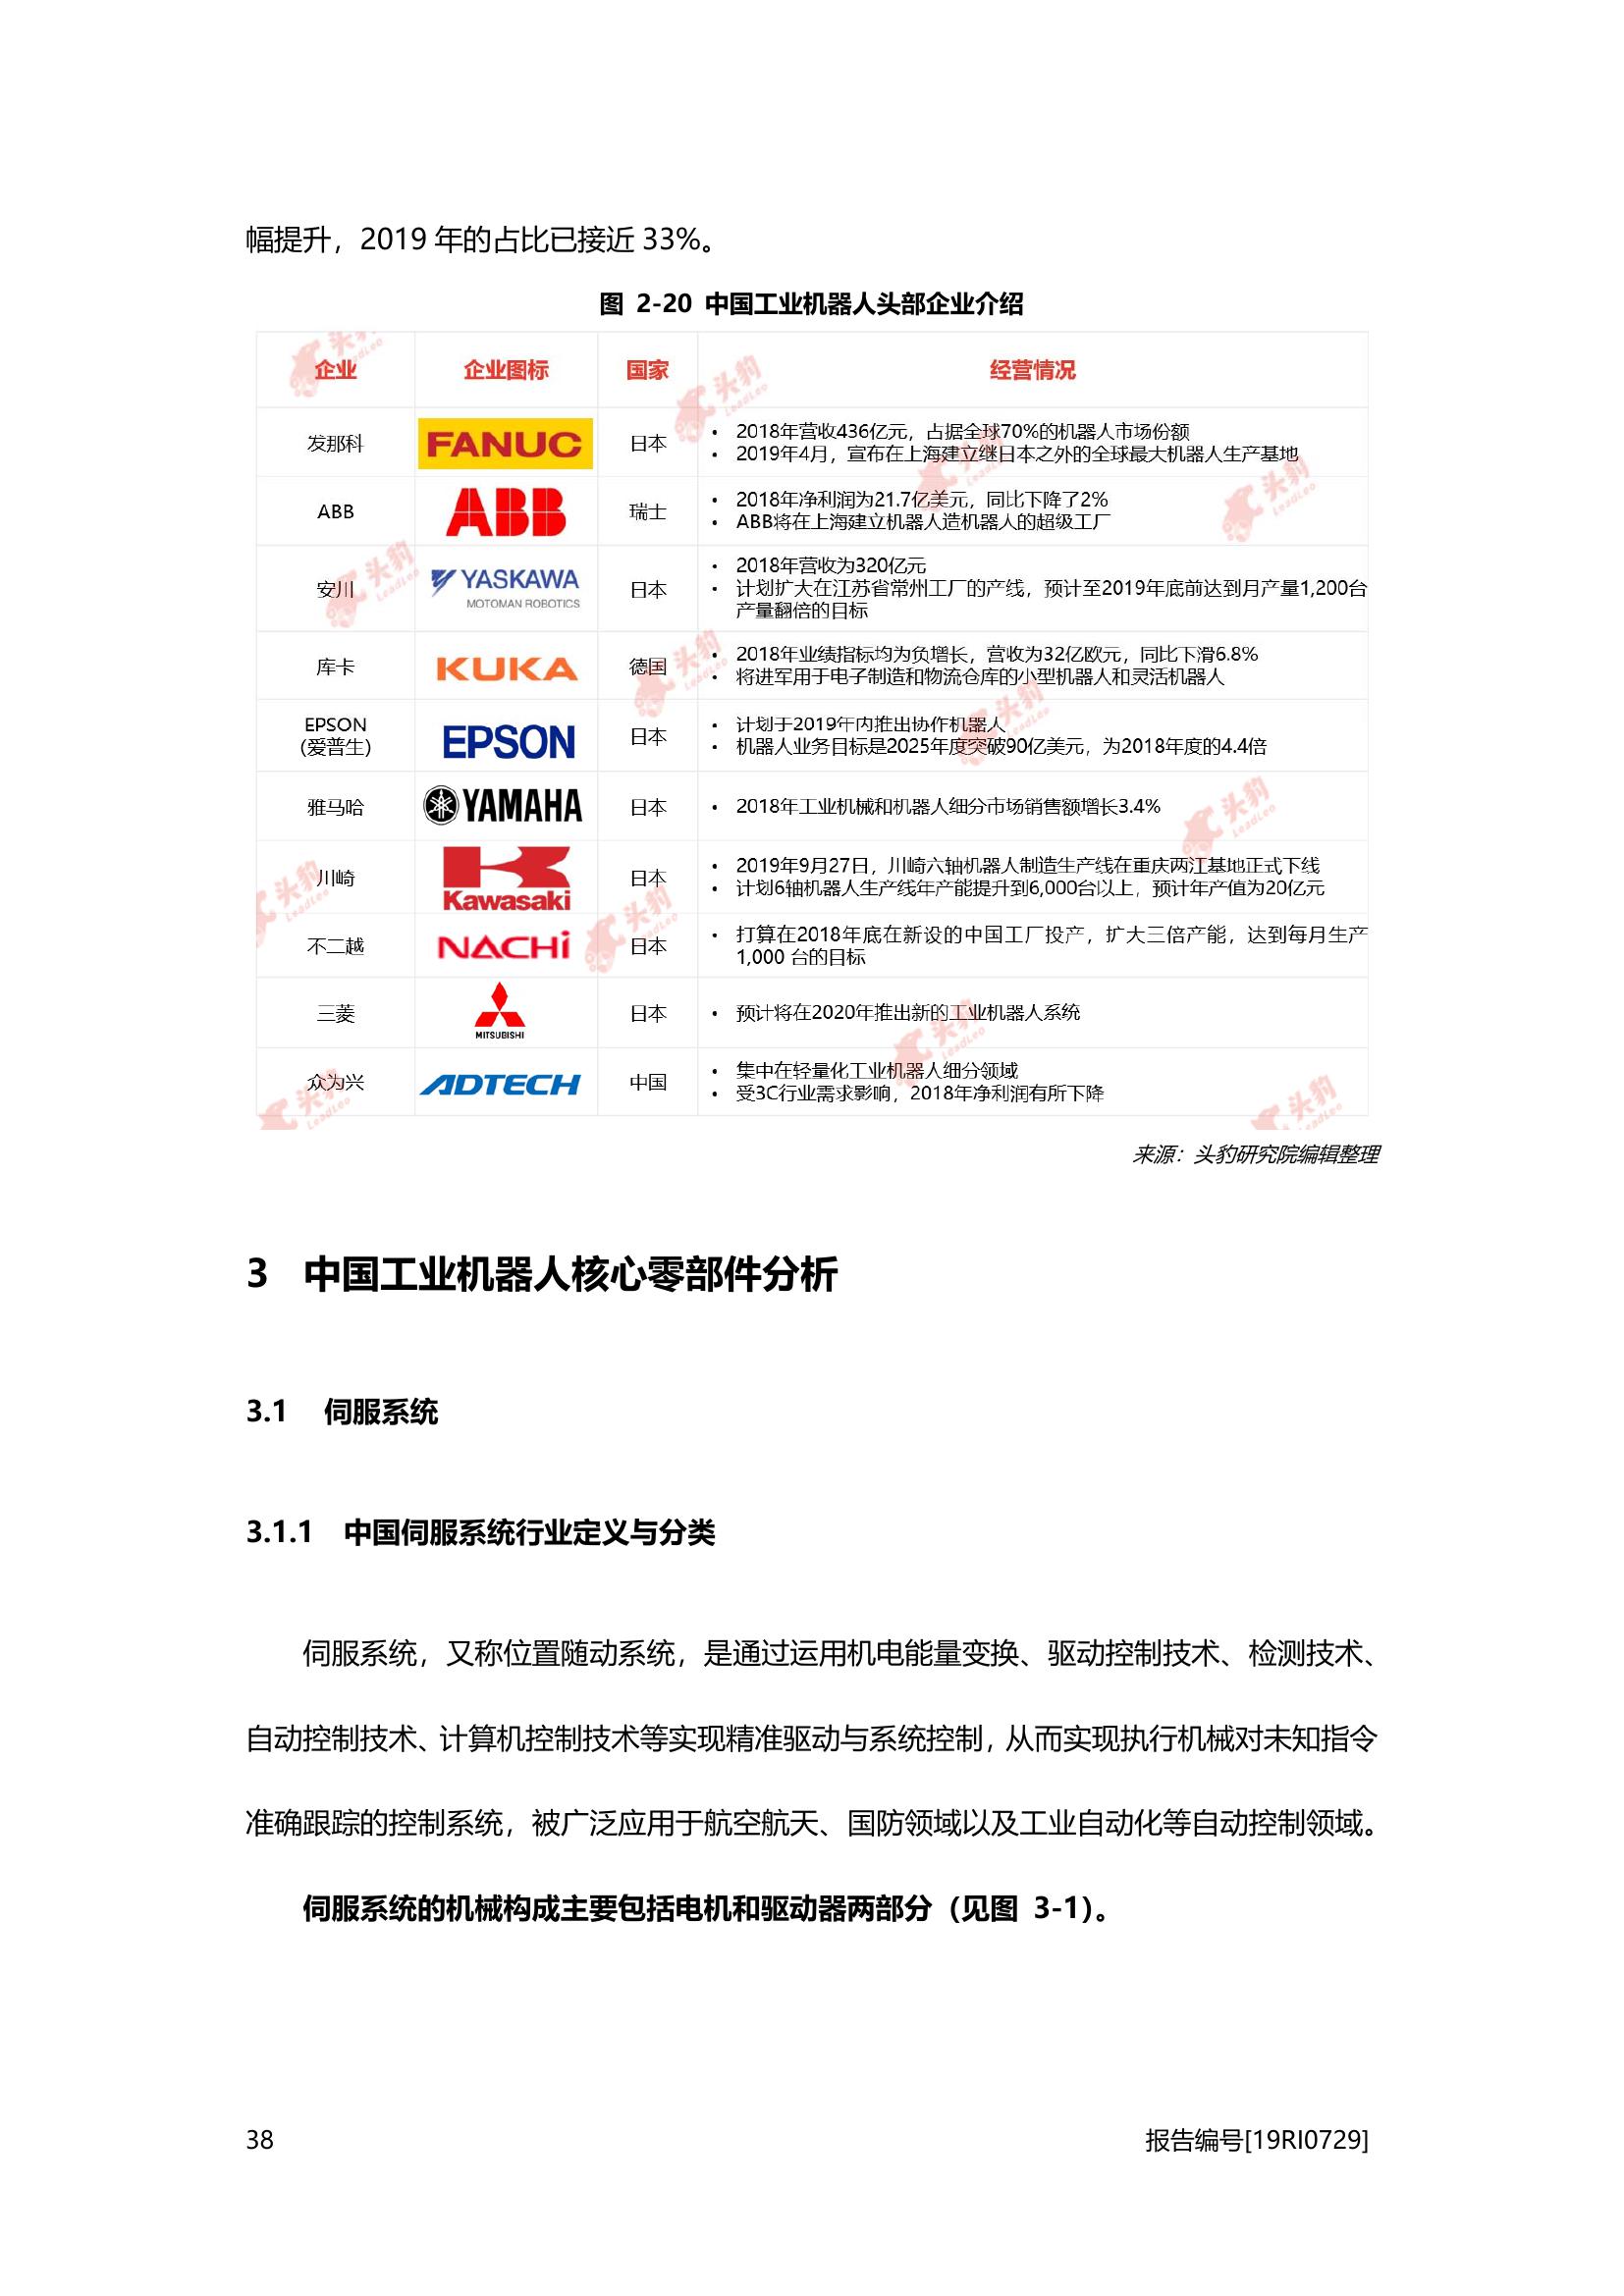 幅提升，2019 年的占比已接近 33%。
图 2-20 中国工业机器人头部企业介绍
企业 企业图标 国家 经营情况
发那科 FANUC 日本
• 2018年营收436亿元，占据全球70%的机器人市场份额
• 2019年4月，宣布在上海建立继日本之外的全球最大机器人生产基地
ABB ABB 瑞士
• 2018年净利润为21.7亿美元，同比下降了2%
• ABB将在上海建立机器人造机器人的超级工厂
安川 YASKAWA 日本
MOTOMAN ROBOTICS
• 2018年营收为320亿元
• 计划扩大在江苏省常州工厂的产线，预计至2019年底前达到月产量1,200台
产量翻倍的目标
库卡 KUKA 德国
• 2018年业绩指标均为负增长，营收为32亿欧元，同比下滑6.8%
• 将进军用于电子制造和物流仓库的小型机器人和灵活机器人
EPSON
(爱普生) EPSON 日本
• 计划于2019年内推出协作机器人
• 机器人业务目标是2025年度突破90亿美元，为2018年度的4.4倍
雅马哈 YAMAHA 日本
• 2018年工业机械和机器人细分市场销售额增长3.4%
川崎 Kawasaki 日本
• 2019年9月27日，川崎六轴机器人制造生产线在重庆两江基地正式下线
• 计划6轴机器人生产线年产能提升到6,000台以上，预计年产值为20亿元
不二越 NACHi 日本
• 打算在2018年底在新设的中国工厂投产，扩大三倍产能，达到每月生产
1,000 台的目标
三菱 MITSUBISHI 日本
• 预计将在2020年推出新的工业机器人系统
众为兴 ADTECH 中国
• 集中在轻量化工业机器人细分领域
• 受3C行业需求影响，2018年净利润有所下降
头豹 LeadLeo
来源：头豹研究院编辑整理
3 中国工业机器人核心零部件分析
3.1 伺服系统
3.1.1 中国伺服系统行业定义与分类
伺服系统，又称位置随动系统，是通过运用机电能量变换、驱动控制技术、检测技术、
自动控制技术、计算机控制技术等实现精准驱动与系统控制，从而实现执行机械对未知指令
准确跟踪的控制系统，被广泛应用于航空航天、国防领域以及工业自动化等自动控制领域。
伺服系统的机械构成主要包括电机和驱动器两部分（见图 3-1）。
38 报告编号[19RI0729]